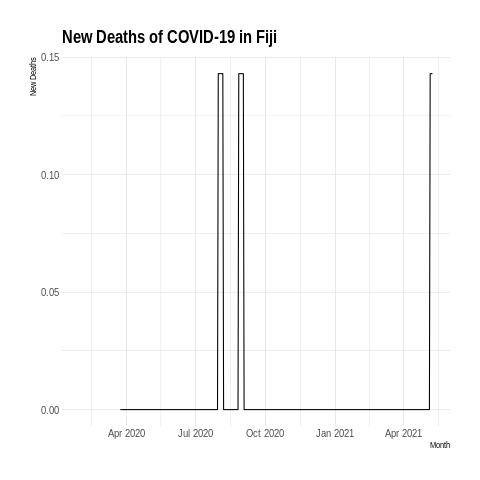 New Deaths of COVID-19 in Fiji
New Deaths
0.15
0.10
0.05
0.00
Apr 2020 Jul 2020 Oct 2020 Jan 2021 Apr 2021
Month